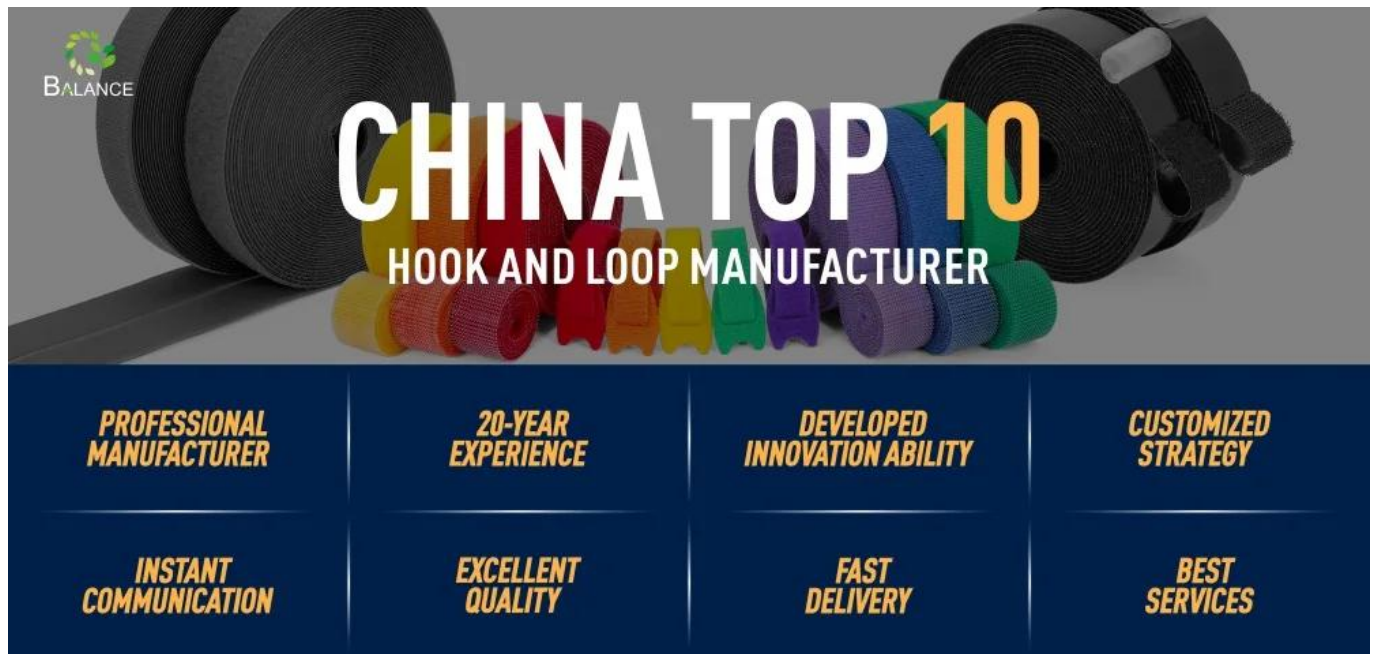 BALANCE
CHINA TOP 10
HOOK AND LOOP MANUFACTURER
PROFESSIONAL
MANUFACTURER
20-YEAR
EXPERIENCE
DEVELOPED
INNOVATION ABILITY
CUSTOMIZED
STRATEGY
INSTANT
COMMUNICATION
EXCELLENT
QUALITY
FAST
DELIVERY
BEST
SERVICES